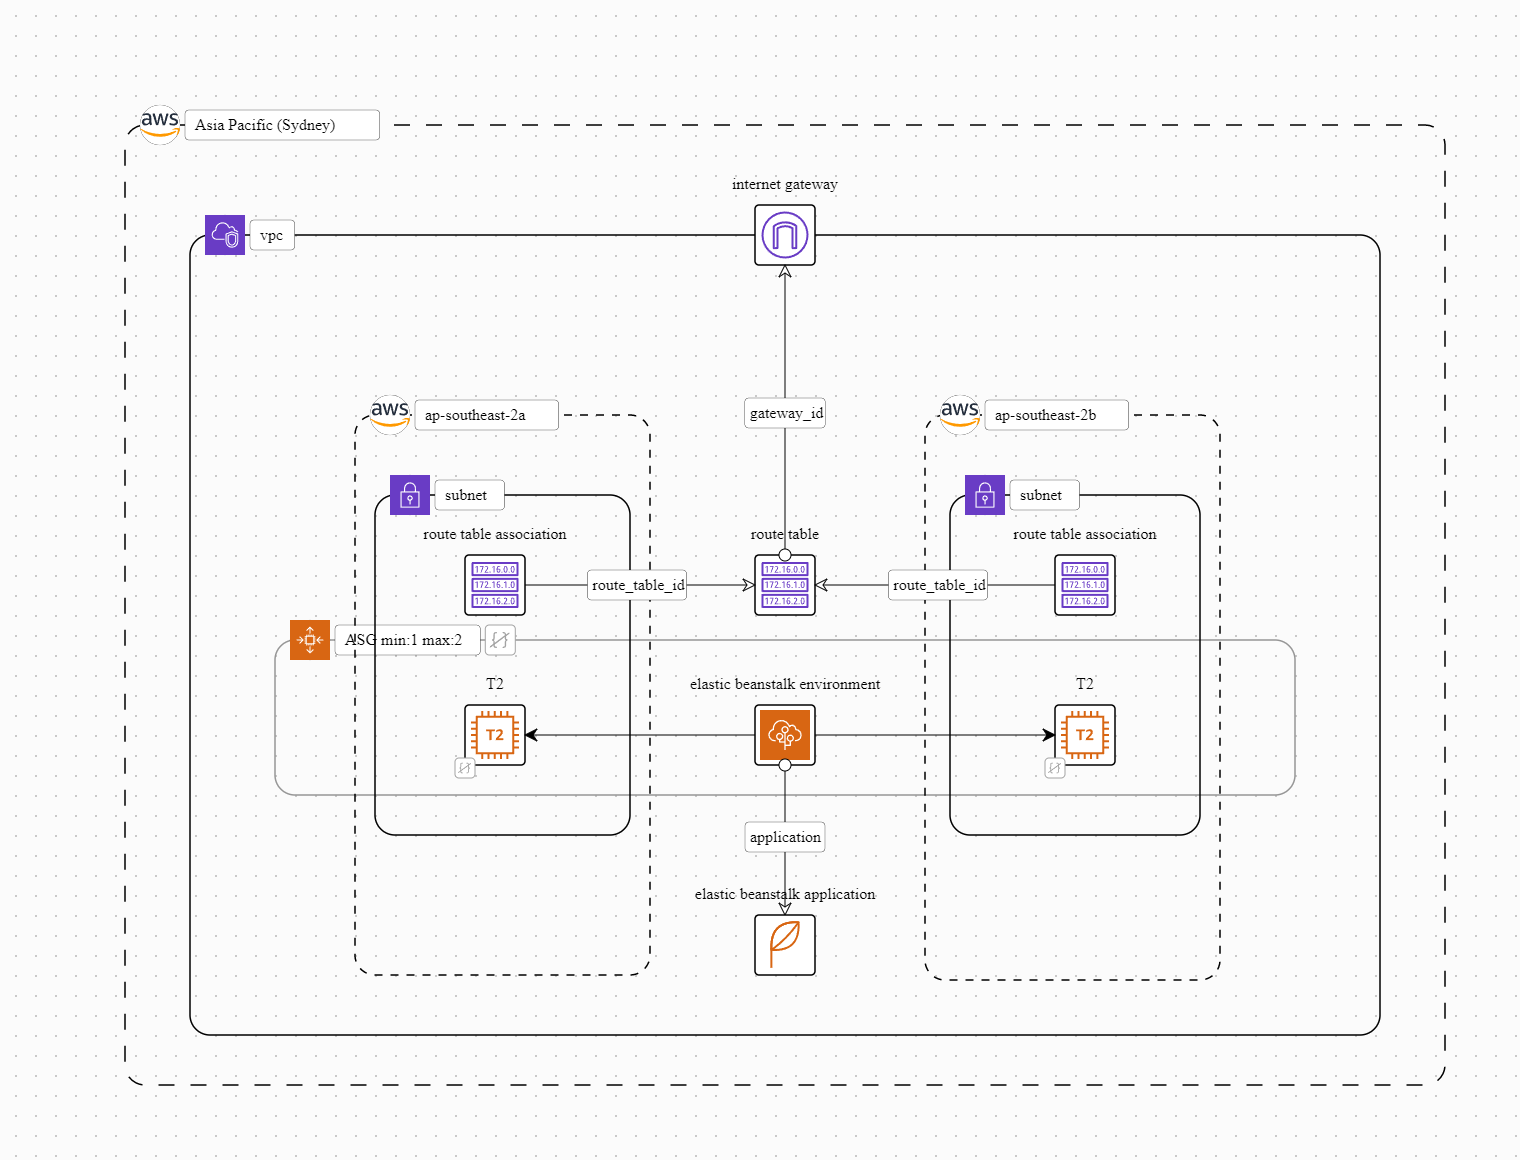 aws Asia Pacific (Sydney)
internet gateway
vpc
aws ap-southeast-2a
gateway_id
aws ap-southeast-2b
subnet
subnet
route table association
route table
route table association
172.16.0.0
172.16.1.0
172.16.2.0
route_table_id
172.16.0.0
172.16.1.0
172.16.2.0
route_table_id
172.16.0.0
172.16.1.0
172.16.2.0
ASG min:1 max:2
T2
elastic beanstalk environment
T2
T2
T2
application
elastic beanstalk application